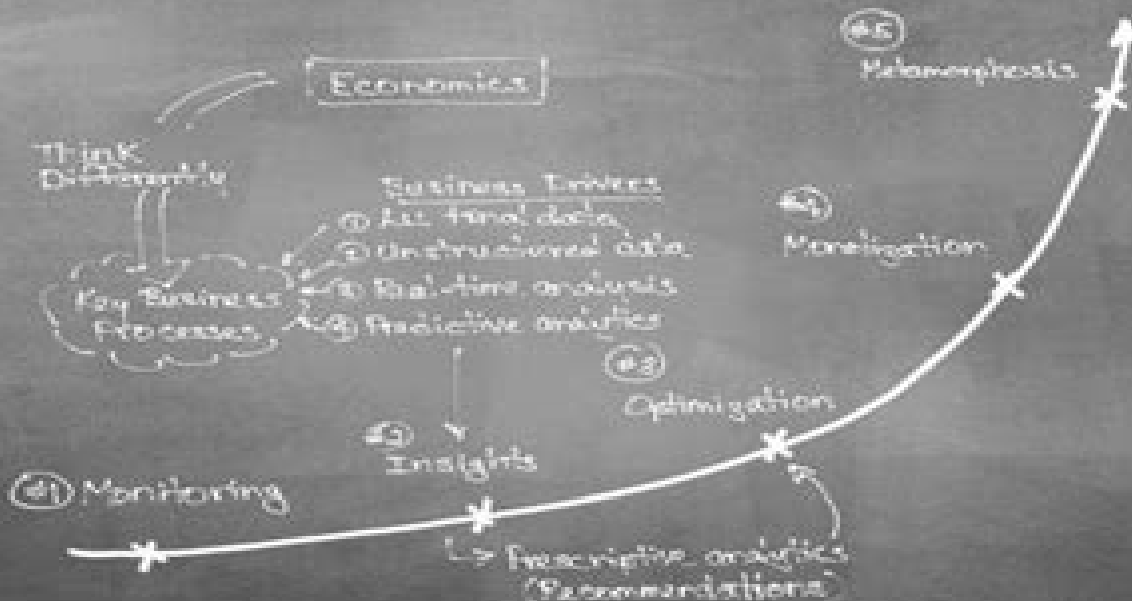 Economics
Think
Differently
Key Business
Processes
Business Drivers
① data
② Unstructured data
③ Real-time analysis
④ Predictive analytics
#1 Monitoring
#2
Insights
#3
Optimization
Prescriptive analytics
(Recommendations)
#4
Monetization
#5
Metamorphosis